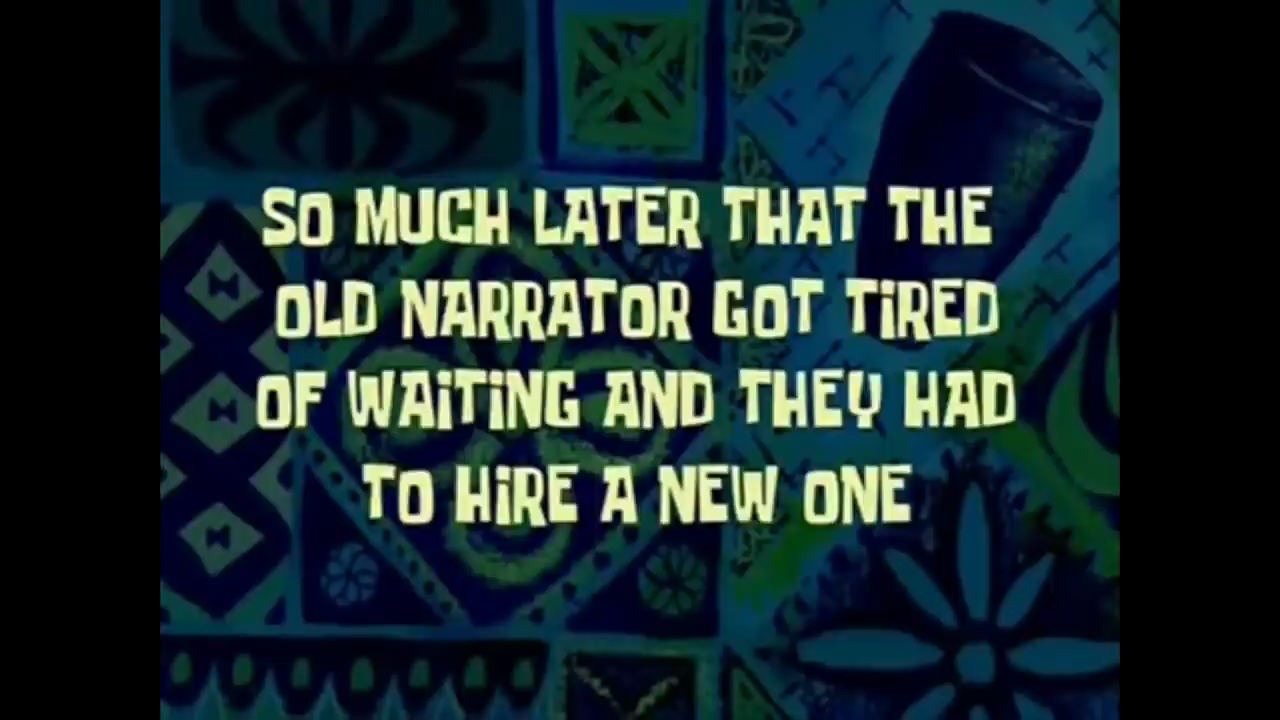 SO MUCH LATER THAT THE
OLD NARRATOR GOT TiRED
OF WAiTiNG AND THEY HAD
TO HiRE A NEW ONE